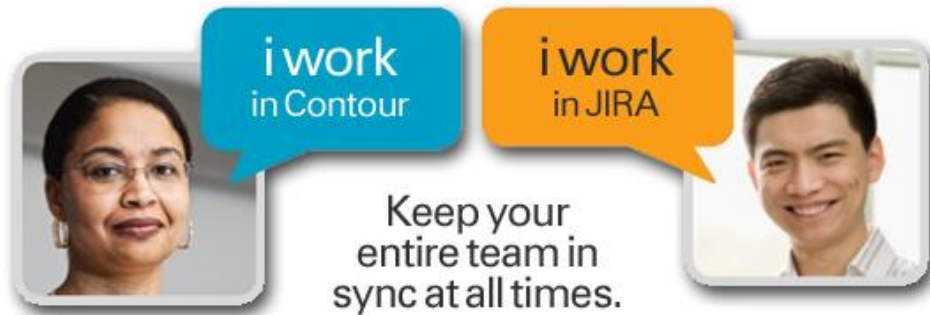 i work
in Contour
i work
in JIRA
Keep your
entire team in
sync at all times.